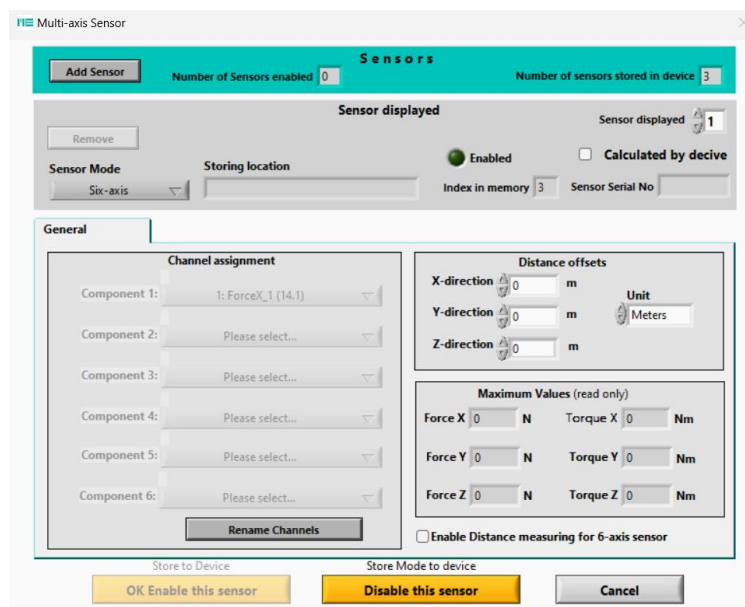 ME Multi-axis Sensor
Sensors
Add Sensor
Number of Sensors enabled 0
Number of sensors stored in device 3
Sensor displayed
Sensor displayed 1
Remove
Enabled
Calculated by decive
Sensor Mode
Storing location
Six-axis
Index in memory 3
Sensor Serial No
General
Channel assignment
Component 1: 1: ForceX_1 (14.1)
Component 2: Please select...
Component 3: Please select...
Component 4: Please select...
Component 5: Please select...
Component 6: Please select...
Rename Channels
Distance offsets
X-direction 0 m
Unit
Y-direction 0 m
Meters
Z-direction 0 m
Maximum Values (read only)
Force X 0 N Torque X 0 Nm
Force Y 0 N Torque Y 0 Nm
Force Z 0 N Torque Z 0 Nm
Enable Distance measuring for 6-axis sensor
Store to Device
Store Mode to device
OK Enable this sensor
Disable this sensor
Cancel